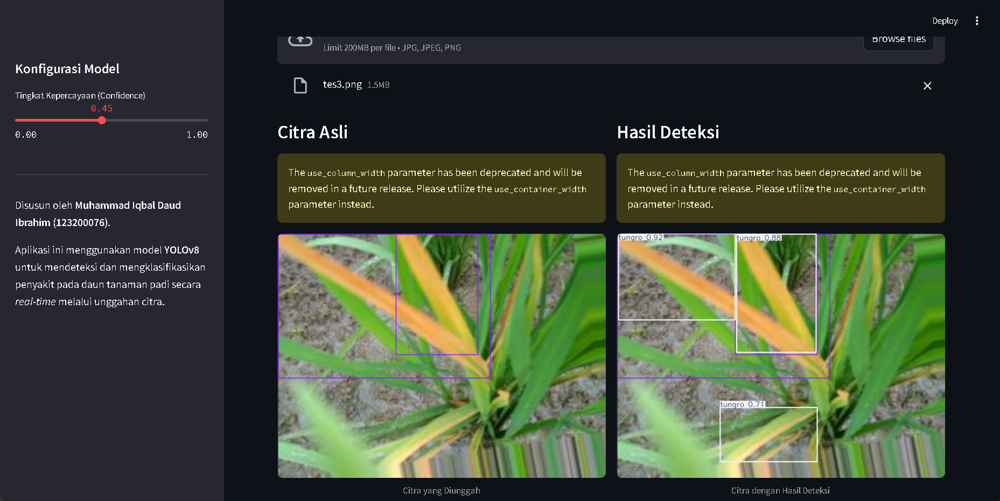 Deploy
Konfigurasi Model
Tingkat Kepercayaan (Confidence)
0.45
0.00 1.00
Disusun oleh Muhammad Iqbal Daud
Ibrahim (123200076).
Aplikasi ini menggunakan model YOLOv8
untuk mendeteksi dan mengklasifikasikan
penyakit pada daun tanaman padi secara
real-time melalui unggahan citra.
Limit 200MB per file • JPG, JPEG, PNG
Browse files
tes3.png 1.5MB
Citra Asli
The use_column_width parameter has been deprecated and will be
removed in a future release. Please utilize the use_container_width
parameter instead.
Citra yang Diunggah
Hasil Deteksi
The use_column_width parameter has been deprecated and will be
removed in a future release. Please utilize the use_container_width
parameter instead.
tungro 0.92
tungro 0.88
tungro 0.71
Citra dengan Hasil Deteksi